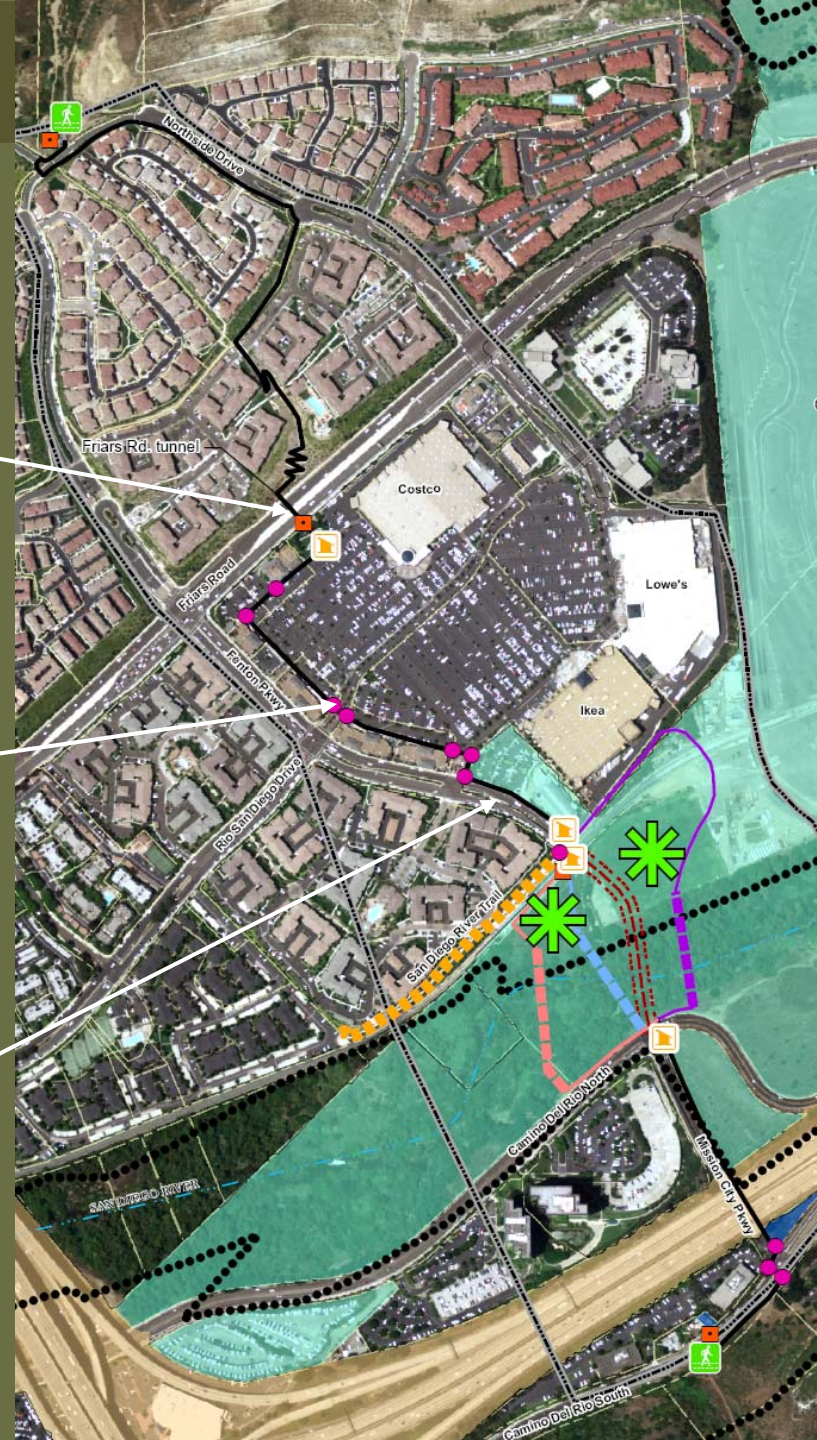 Northside Drive
Friars Rd. tunnel
Costco
Friars Road
Lowe's
Fenton Pkwy
Ikea
Rio San Diego Drive
San Diego River Trail
Camino Del Rio North
Mission City Pkwy
SAN DIEGO RIVER
Camino Del Rio South